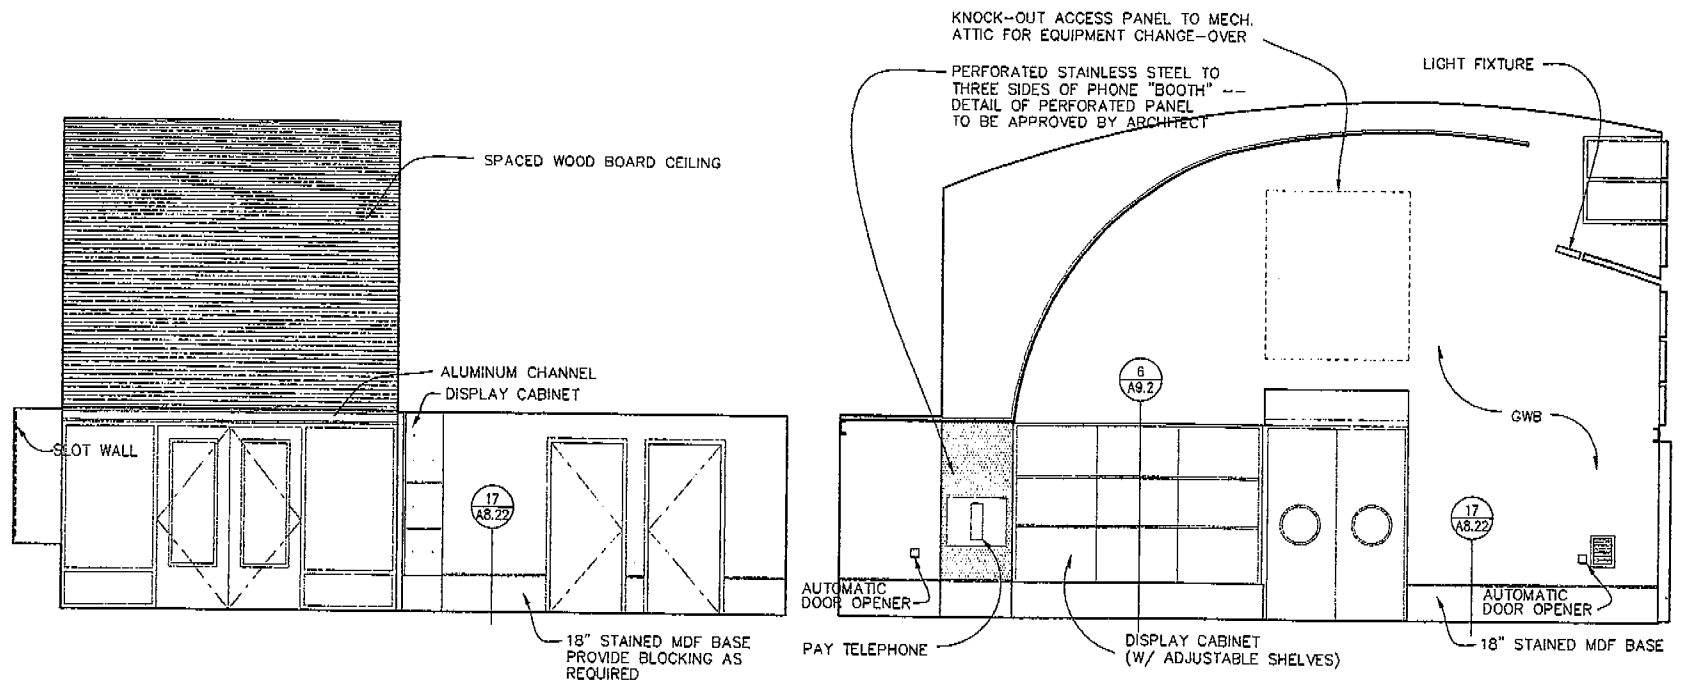 KNOCK-OUT ACCESS PANEL TO MECH.
ATTIC FOR EQUIPMENT CHANGE-OVER
LIGHT FIXTURE
PERFORATED STAINLESS STEEL TO
THREE SIDES OF PHONE "BOOTH" --
DETAIL OF PERFORATED PANEL
TO BE APPROVED BY ARCHITECT
SPACED WOOD BOARD CEILING
ALUMINUM CHANNEL
DISPLAY CABINET
SLOT WALL
6
A9.2
GWB
17
A8.22
17
A8.22
AUTOMATIC
DOOR OPENER
AUTOMATIC
DOOR OPENER
18" STAINED MDF BASE
PROVIDE BLOCKING AS
REQUIRED
PAY TELEPHONE
DISPLAY CABINET
(W/ ADJUSTABLE SHELVES)
18" STAINED MDF BASE